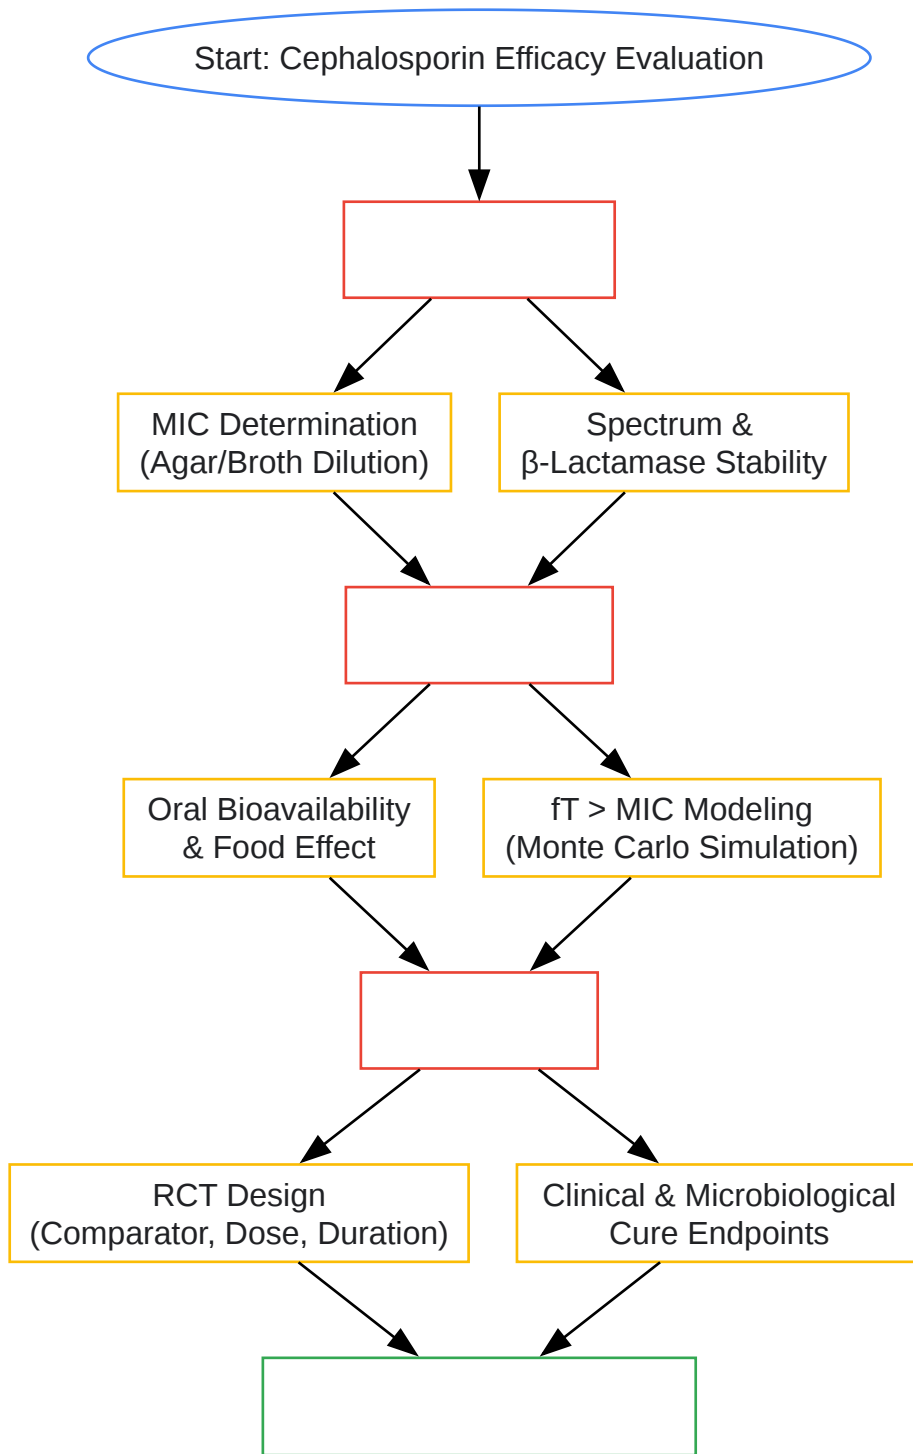 Start: Cephalosporin Efficacy Evaluation
MIC Determination
(Agar/Broth Dilution)
Spectrum &
β-Lactamase Stability
Oral Bioavailability
& Food Effect
fT > MIC Modeling
(Monte Carlo Simulation)
RCT Design
(Comparator, Dose, Duration)
Clinical & Microbiological
Cure Endpoints